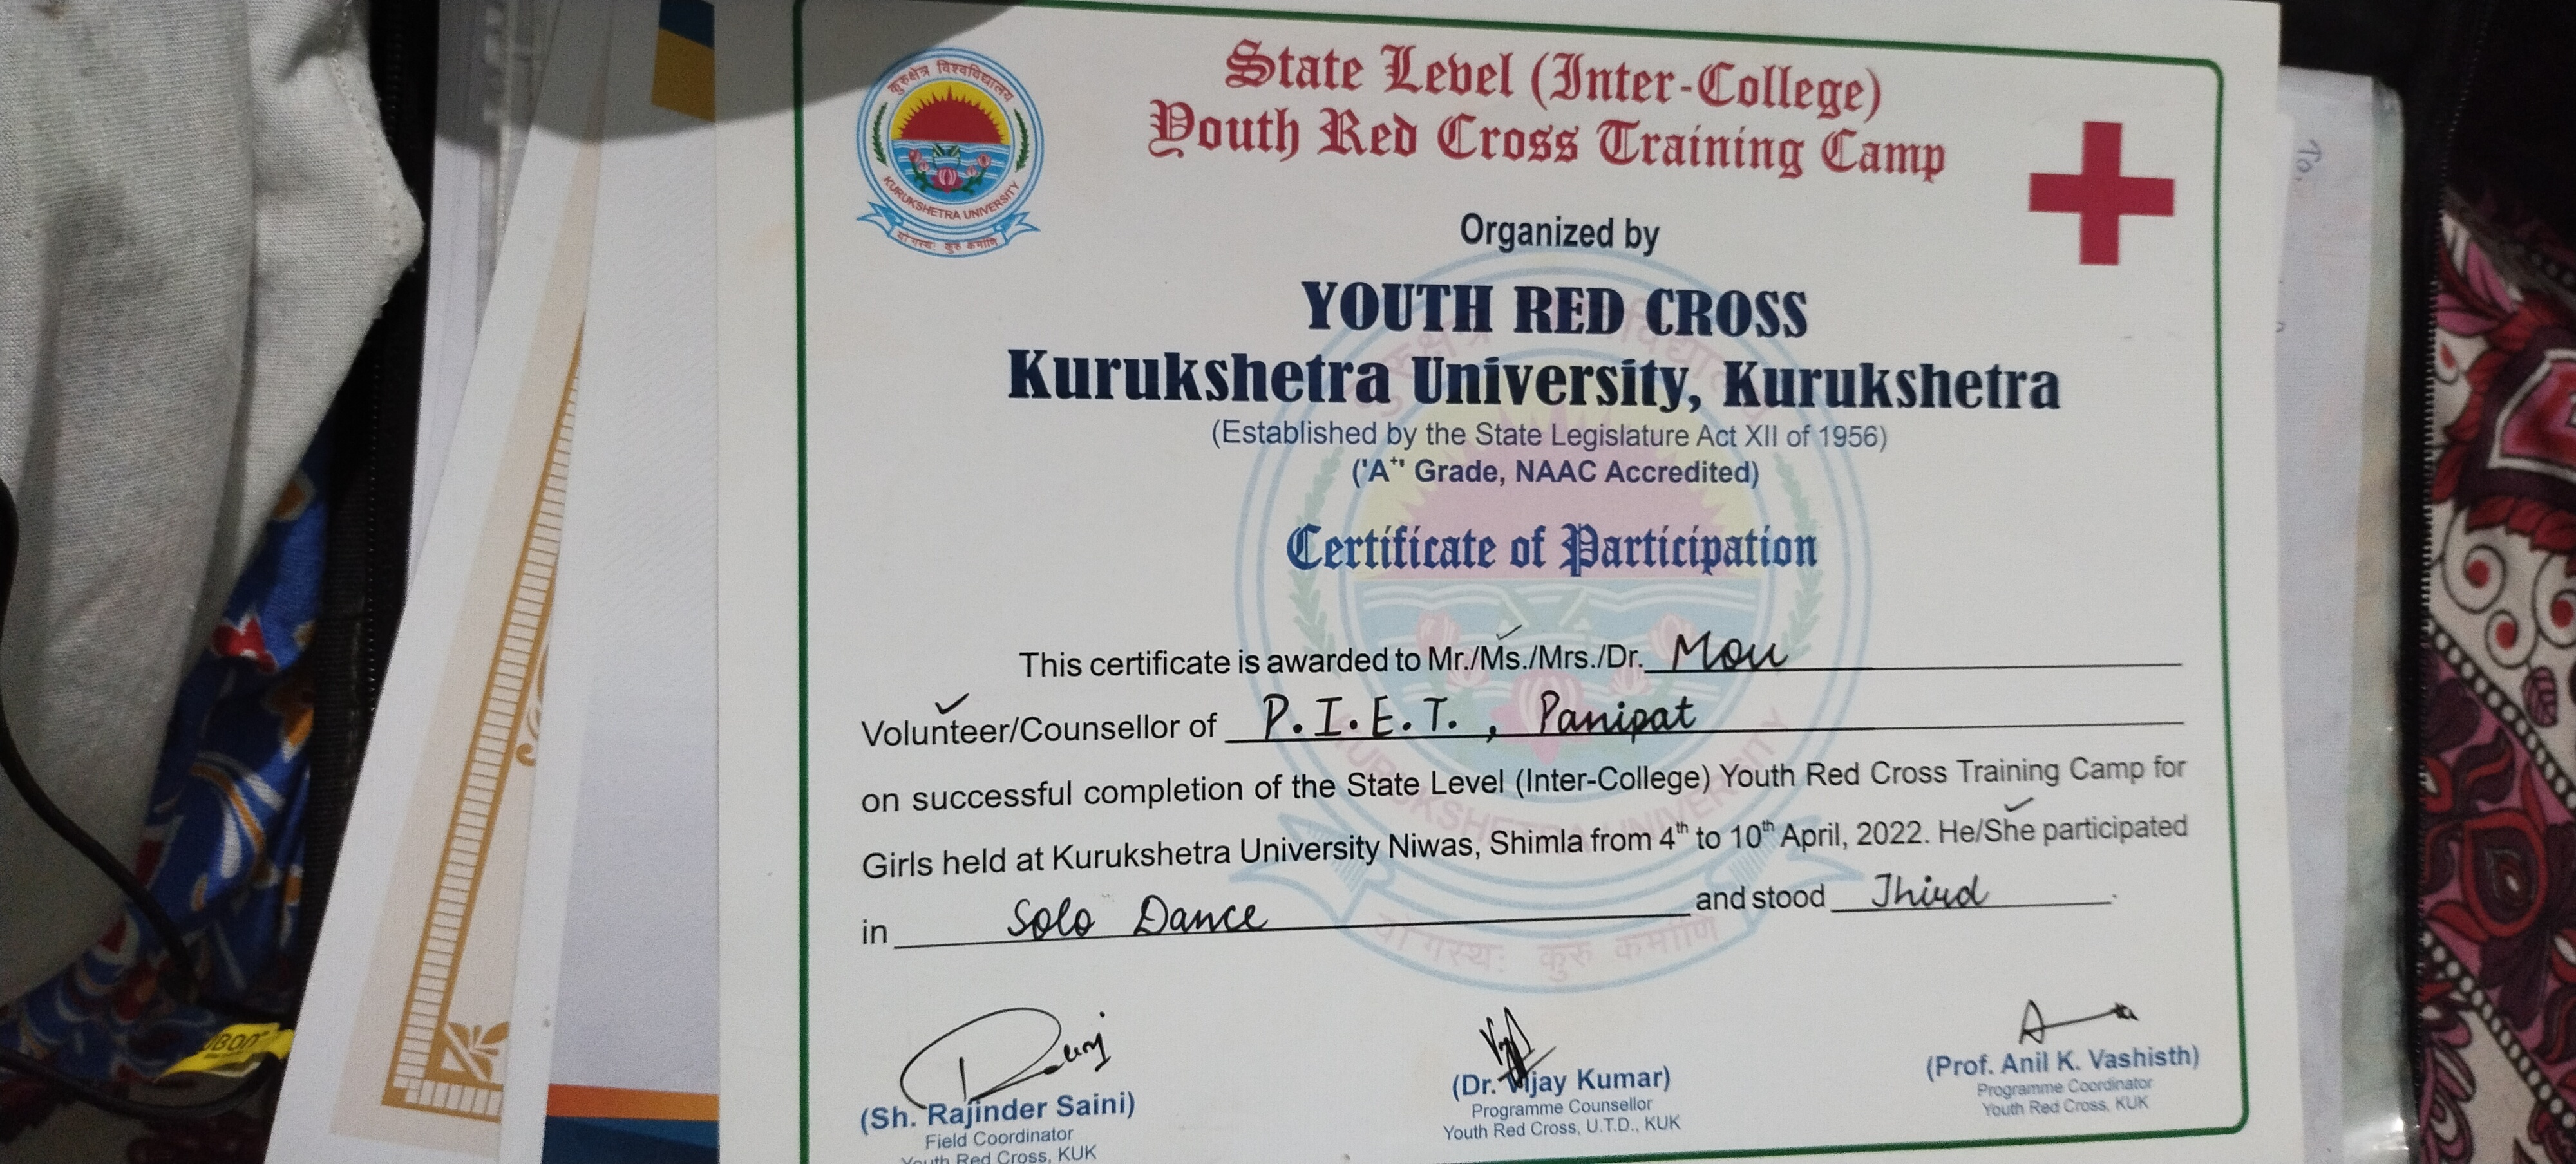 कुरुक्षेत्र विश्वविद्यालय
KURUKSHETRA UNIVERSITY
State Level (Inter-College)
Youth Red Cross Training Camp
Organized by
YOUTH RED CROSS
Kurukshetra University, Kurukshetra
(Established by the State Legislature Act XII of 1956)
('A+' Grade, NAAC Accredited)
Certificate of Participation
This certificate is awarded to Mr./Ms./Mrs./Dr. Mou
Volunteer/Counsellor of P.I.E.T., Panipat
on successful completion of the State Level (Inter-College) Youth Red Cross Training Camp for
Girls held at Kurukshetra University Niwas, Shimla from 4th to 10th April, 2022. He/She participated
in Solo Dance and stood Third.
(Sh. Rajinder Saini)
Field Coordinator
Youth Red Cross, KUK
(Dr. Vijay Kumar)
Programme Counsellor
Youth Red Cross, U.T.D., KUK
(Prof. Anil K. Vashisth)
Programme Coordinator
Youth Red Cross, KUK
To,